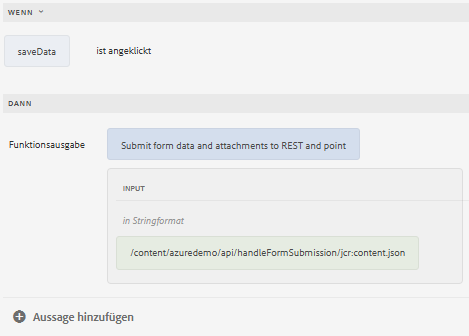 WENN
saveData
ist angeklickt
DANN
Funktionsausgabe
Submit form data and attachments to REST and point
INPUT
in Stringformat
/content/azuredemo/api/handleFormSubmission/jcr:content.json
Aussage hinzufügen